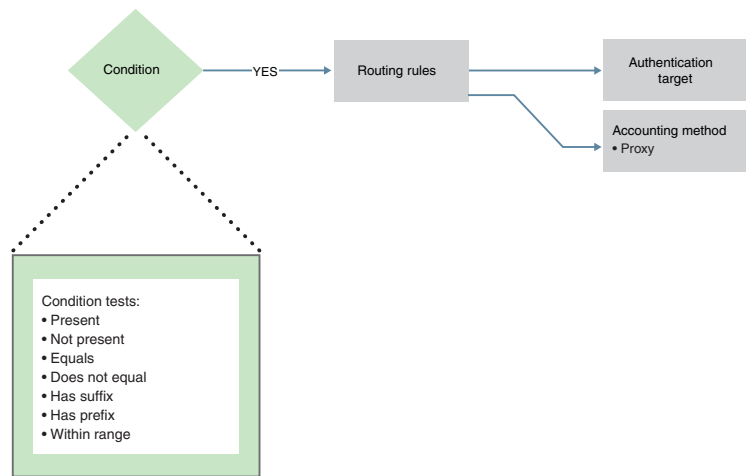 Condition
YES
Routing rules
Authentication
target
Accounting method
• Proxy
Condition tests:
• Present
• Not present
• Equals
• Does not equal
• Has suffix
• Has prefix
• Within range